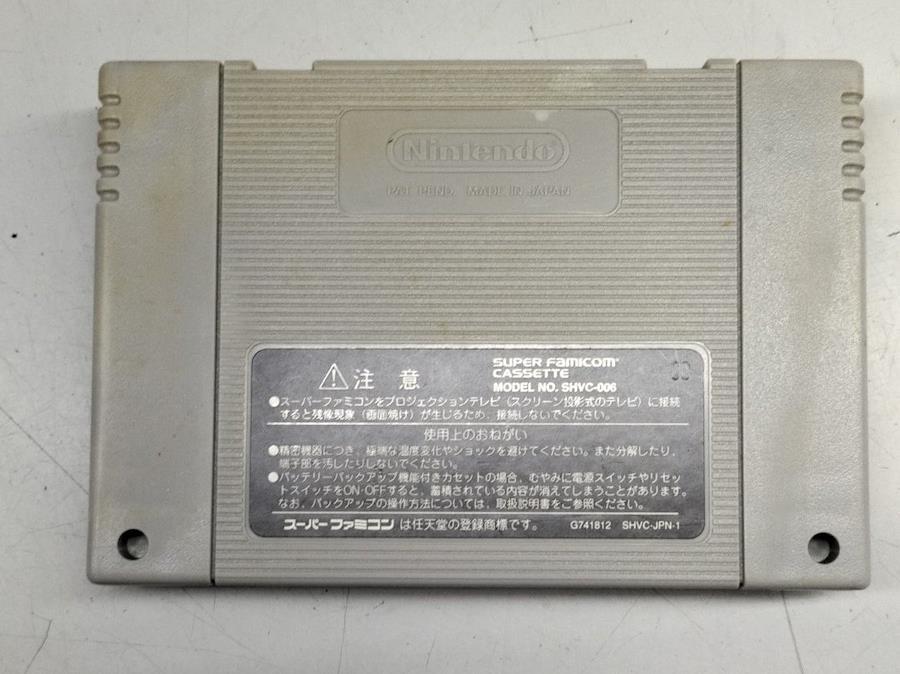 Nintendo®
PAT. PEND. MADE IN JAPAN
⚠注 意
SUPER FAMICOM™
CASSETTE
MODEL NO. SHVC-006
●スーパーファミコンをプロジェクションテレビ（スクリーン投影式のテレビ）に接続
すると残像現象（画面焼け）が生じるため、接続しないでください。
使用上のおねがい
●精密機器につき、極端な温度変化やショックを避けてください。また分解したり、
端子部を汚したりしないでください。
●バッテリーバックアップ機能付きカセットの場合、むやみに電源スイッチやリセッ
トスイッチをON・OFFすると、蓄積されている内容が消えてしまうことがあります。
なお、バックアップの操作方法については、取扱説明書をご参照ください。
スーパーファミコン は任天堂の登録商標です。 G741812 SHVC-JPN-1